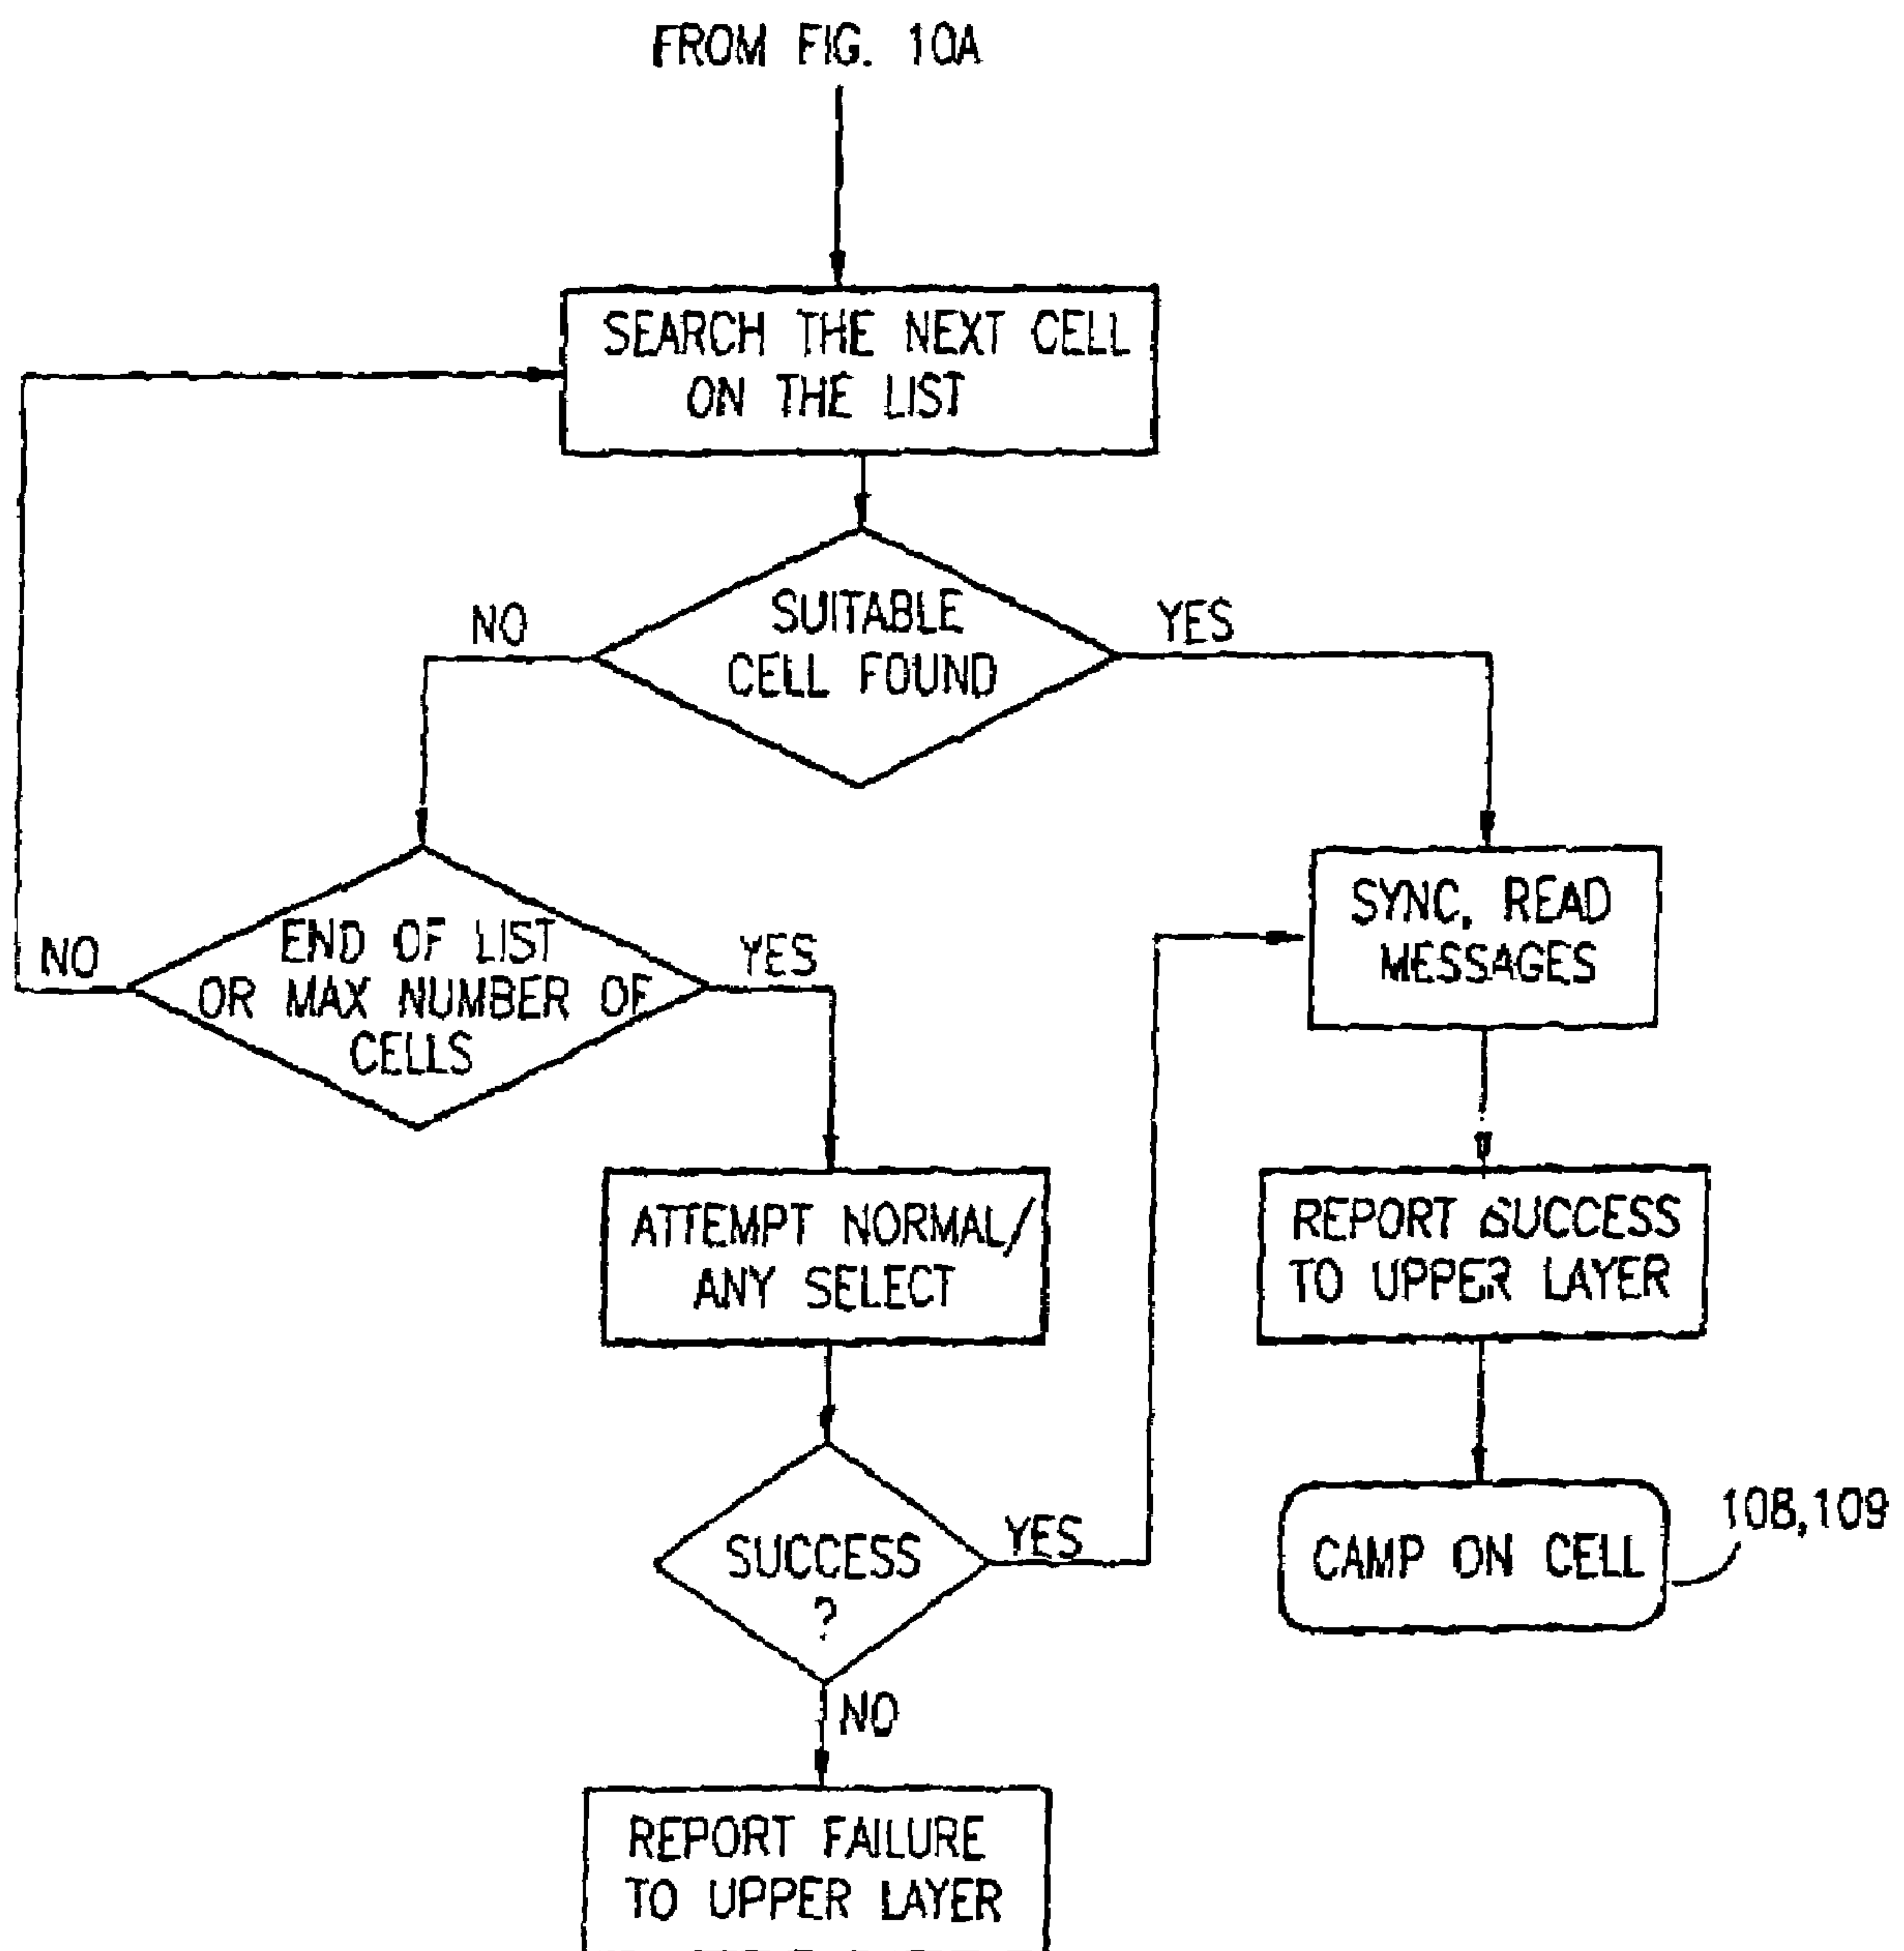 FROM FIG. 10A
SEARCH THE NEXT CELL
ON THE LIST
NO
SUITABLE
CELL FOUND
YES
NO
END OF LIST
OR MAX NUMBER OF
CELLS
YES
SYNC, READ
MESSAGES
ATTEMPT NORMAL/
ANY SELECT
REPORT SUCCESS
TO UPPER LAYER
SUCCESS
?
YES
CAMP ON CELL
108,109
NO
REPORT FAILURE
TO UPPER LAYER